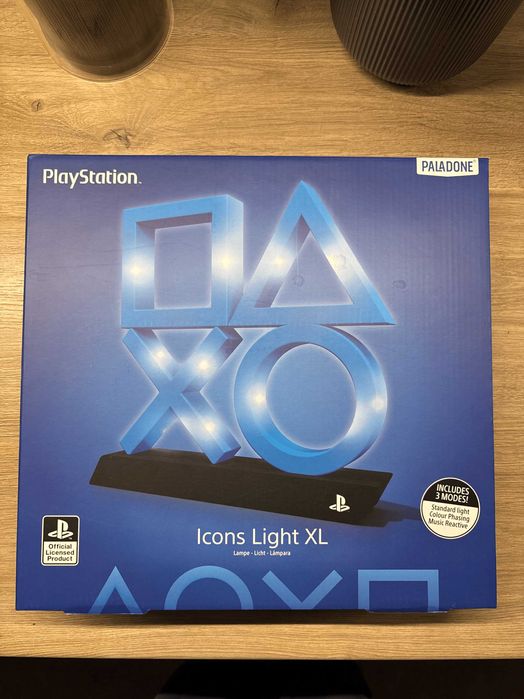 PlayStation
PALADONE
INCLUDES
3 MODES!
Standard light
Colour Phasing
Music Reactive
Icons Light XL
Lampe - Licht - Lámpara
Official
Licensed
Product